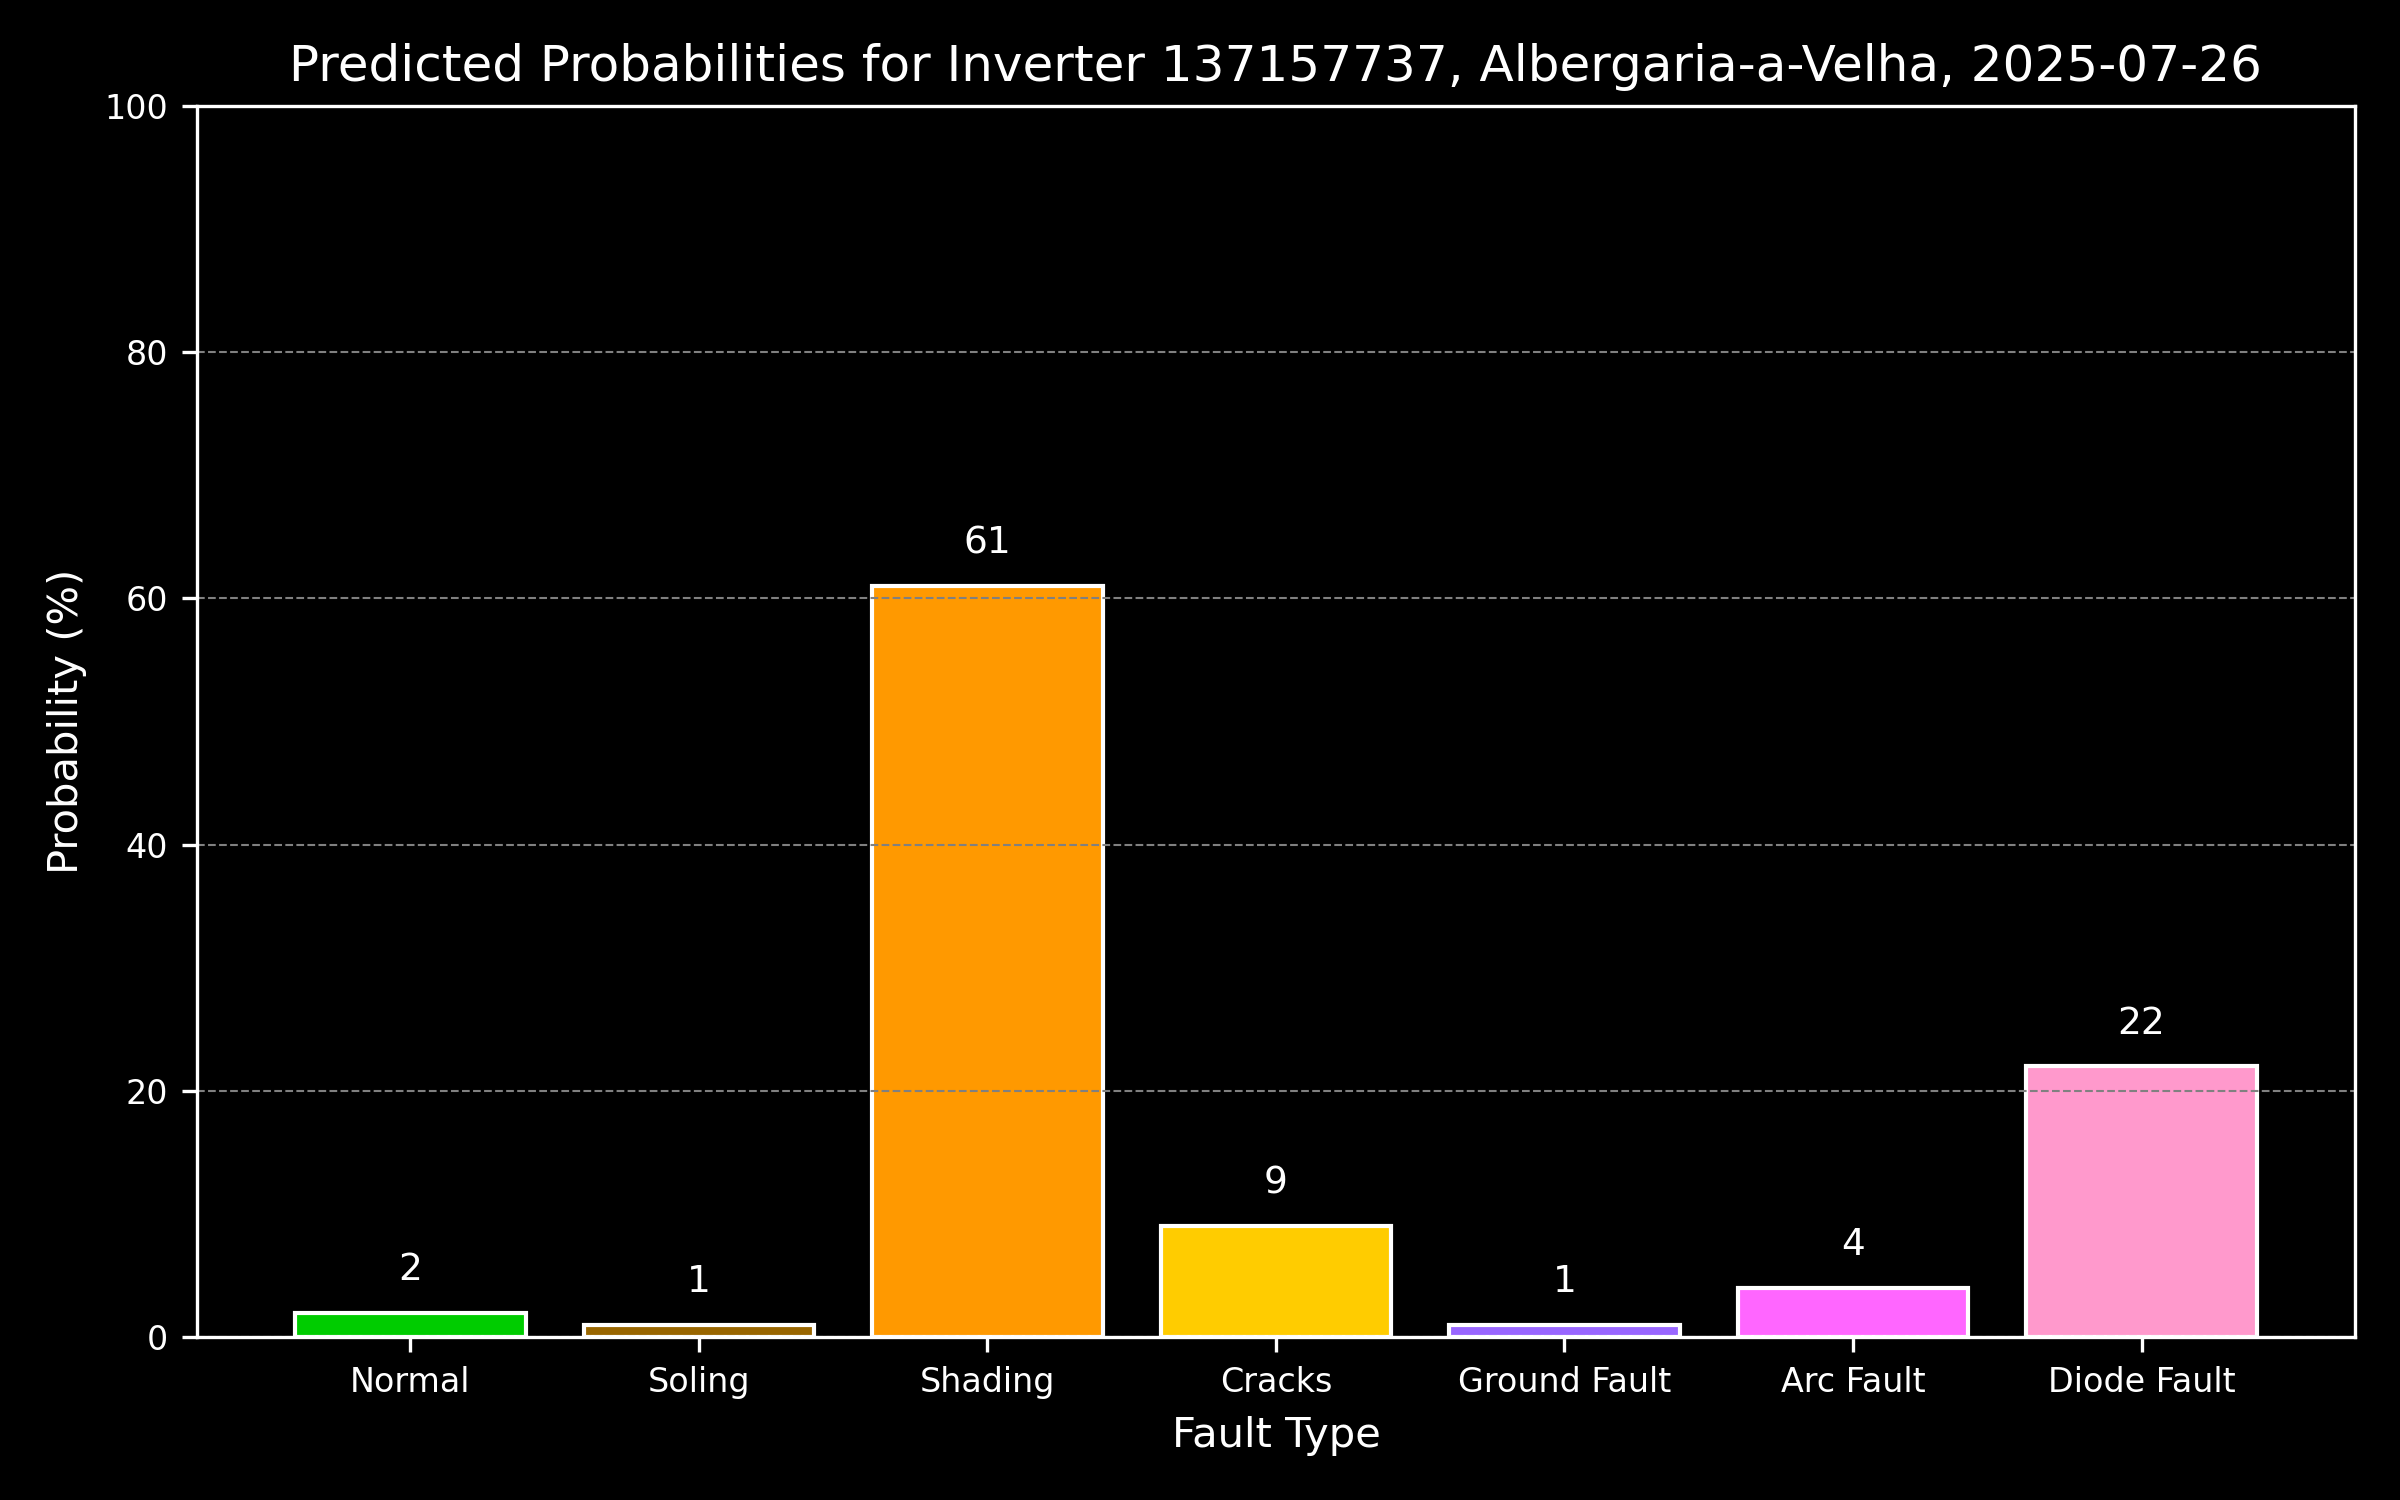 Predicted Probabilities for Inverter 137157737, Albergaria-a-Velha, 2025-07-26
Probability (%)
100
80
60
40
20
0
2
1
61
9
1
4
22
Normal
Soling
Shading
Cracks
Ground Fault
Arc Fault
Diode Fault
Fault Type